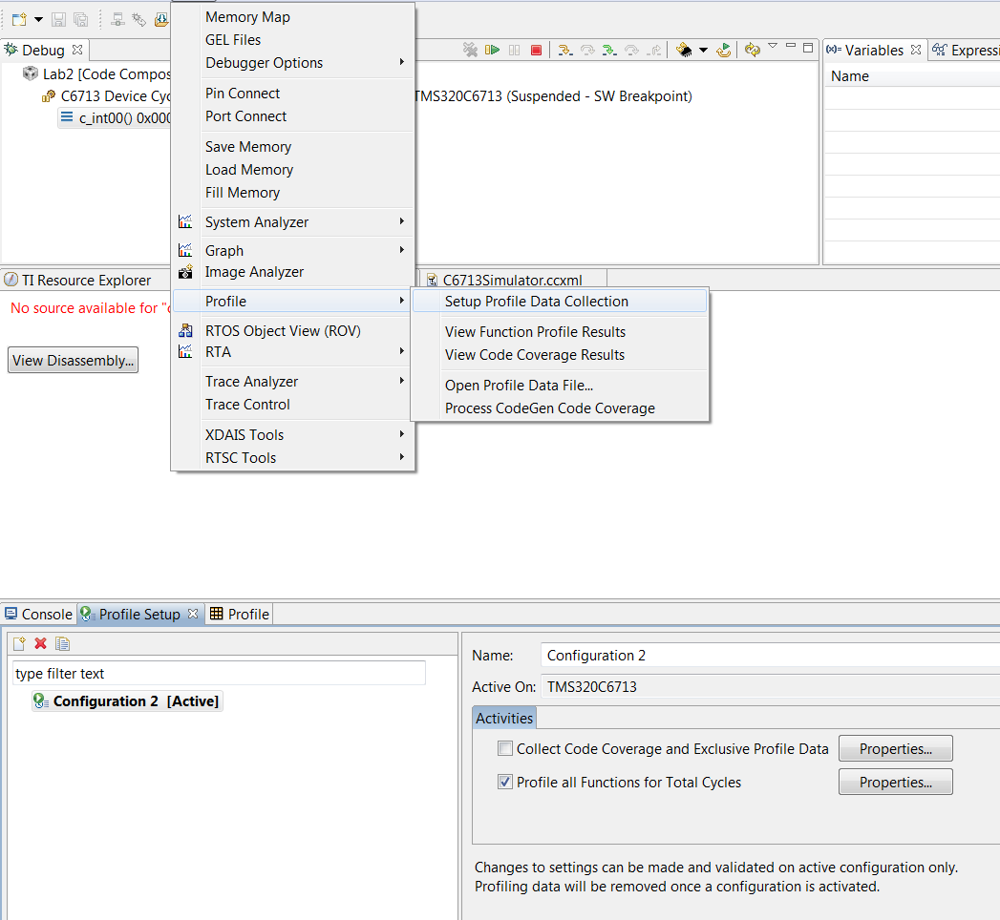 Memory Map
GEL Files
Debugger Options
Pin Connect
Port Connect
Save Memory
Load Memory
Fill Memory
System Analyzer
Graph
Image Analyzer
Profile
RTOS Object View (ROV)
RTA
Trace Analyzer
Trace Control
XDAIS Tools
RTSC Tools
Setup Profile Data Collection
View Function Profile Results
View Code Coverage Results
Open Profile Data File...
Process CodeGen Code Coverage
Debug
Lab2 [Code Compos
C6713 Device Cyc TMS320C6713 (Suspended - SW Breakpoint)
c_int00() 0x000
(x)= Variables
Expressi
Name
TI Resource Explorer
C6713Simulator.ccxml
No source available for "c
View Disassembly...
Console
Profile Setup
Profile
type filter text
Configuration 2 [Active]
Name: Configuration 2
Active On: TMS320C6713
Activities
Collect Code Coverage and Exclusive Profile Data Properties...
Profile all Functions for Total Cycles Properties...
Changes to settings can be made and validated on active configuration only.
Profiling data will be removed once a configuration is activated.